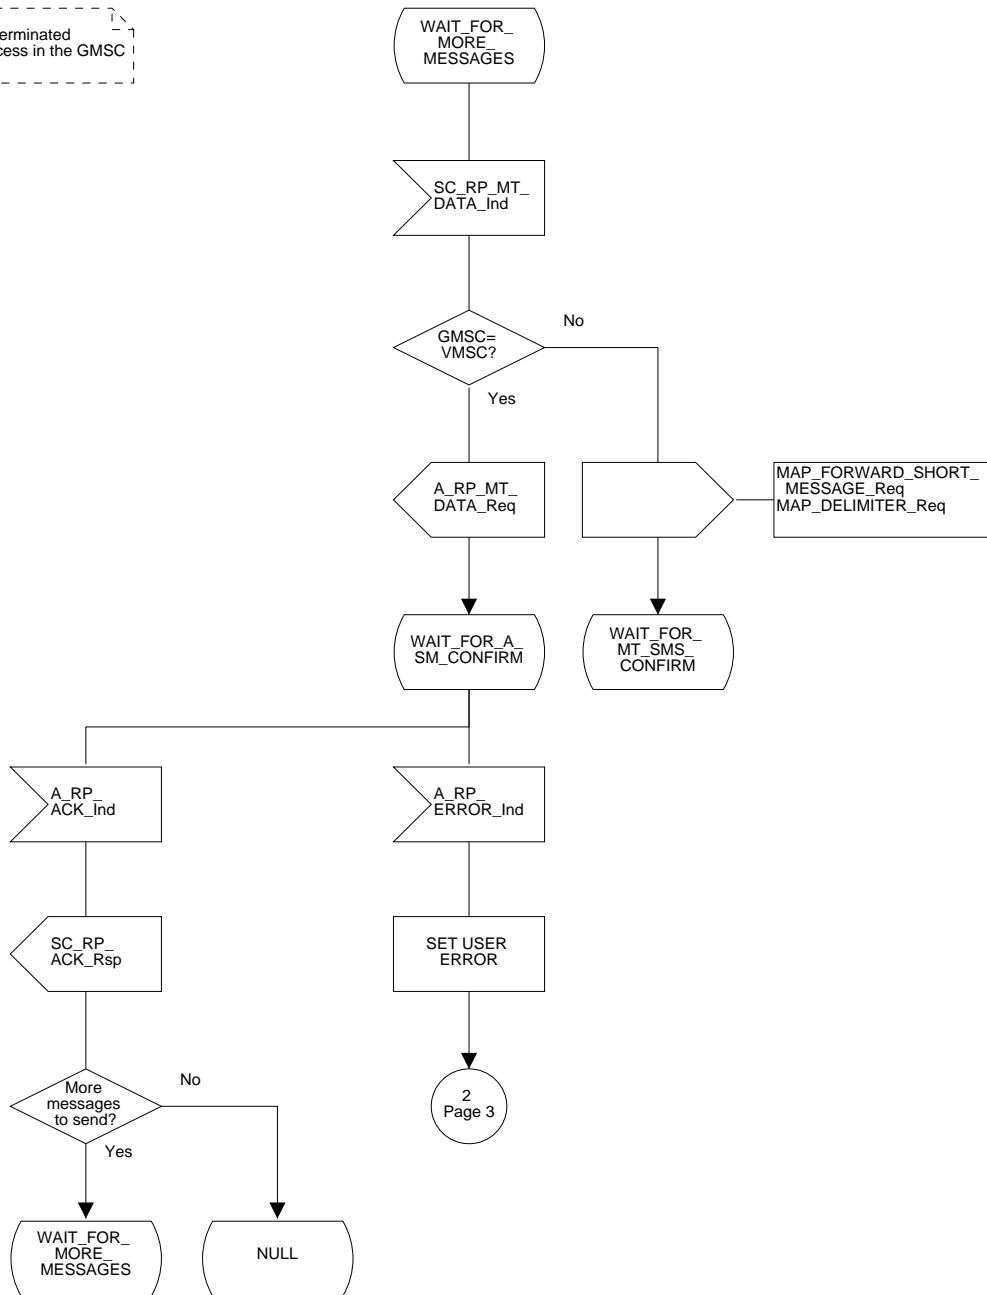 erminated
cess in the GMSC
WAIT_FOR_
MORE_
MESSAGES
SC_RP_MT_
DATA_Ind
GMSC=
VMSC?
No
Yes
A_RP_MT_
DATA_Req
MAP_FORWARD_SHORT_
MESSAGE_Req
MAP_DELIMITER_Req
WAIT_FOR_A_
SM_CONFIRM
WAIT_FOR_
MT_SMS_
CONFIRM
A_RP_
ACK_Ind
A_RP_
ERROR_Ind
SC_RP_
ACK_Rsp
SET USER
ERROR
More
messages
to send?
No
Yes
2
Page 3
WAIT_FOR_
MORE_
MESSAGES
NULL